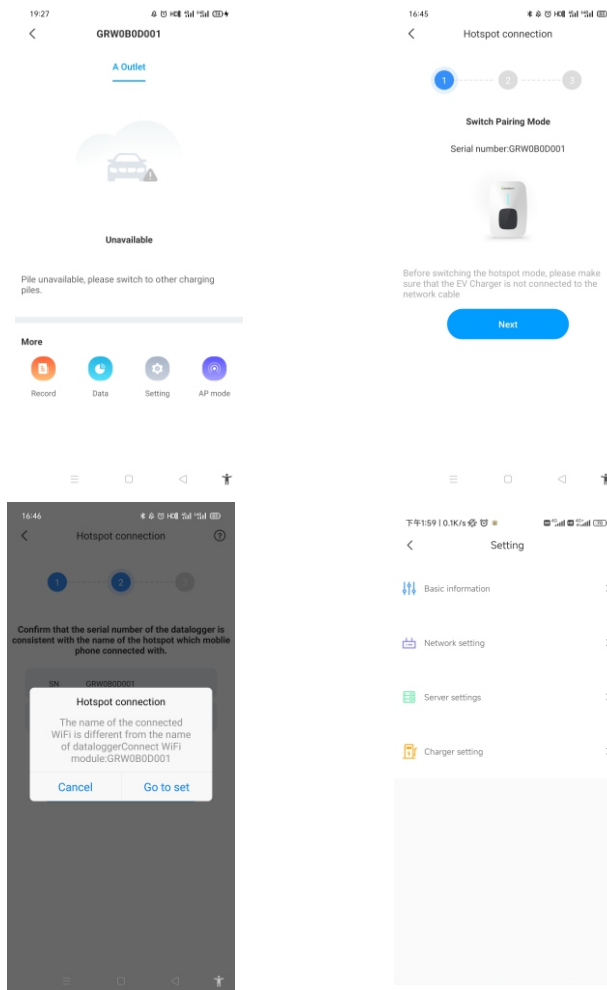 19:27
GRW0B0D001
A Outlet
Unavailable
Pile unavailable, please switch to other charging
piles.
More
Record Data Setting AP mode
16:45
Hotspot connection
1 2 3
Switch Pairing Mode
Serial number:GRW0B0D001
Before switching the hotspot mode, please make
sure that the EV Charger is not connected to the
network cable
Next
16:46
Hotspot connection
1 2 3
Confirm that the serial number of the datalogger is
consistent with the name of the hotspot which moblie
phone connected with.
SN GRW0B0D001
Hotspot connection
The name of the connected
WiFi is different from the name
of dataloggerConnect WiFi
module:GRW0B0D001
Cancel Go to set
下午1:59 | 0.1K/s
Setting
Basic information
Network setting
Server settings
Charger setting